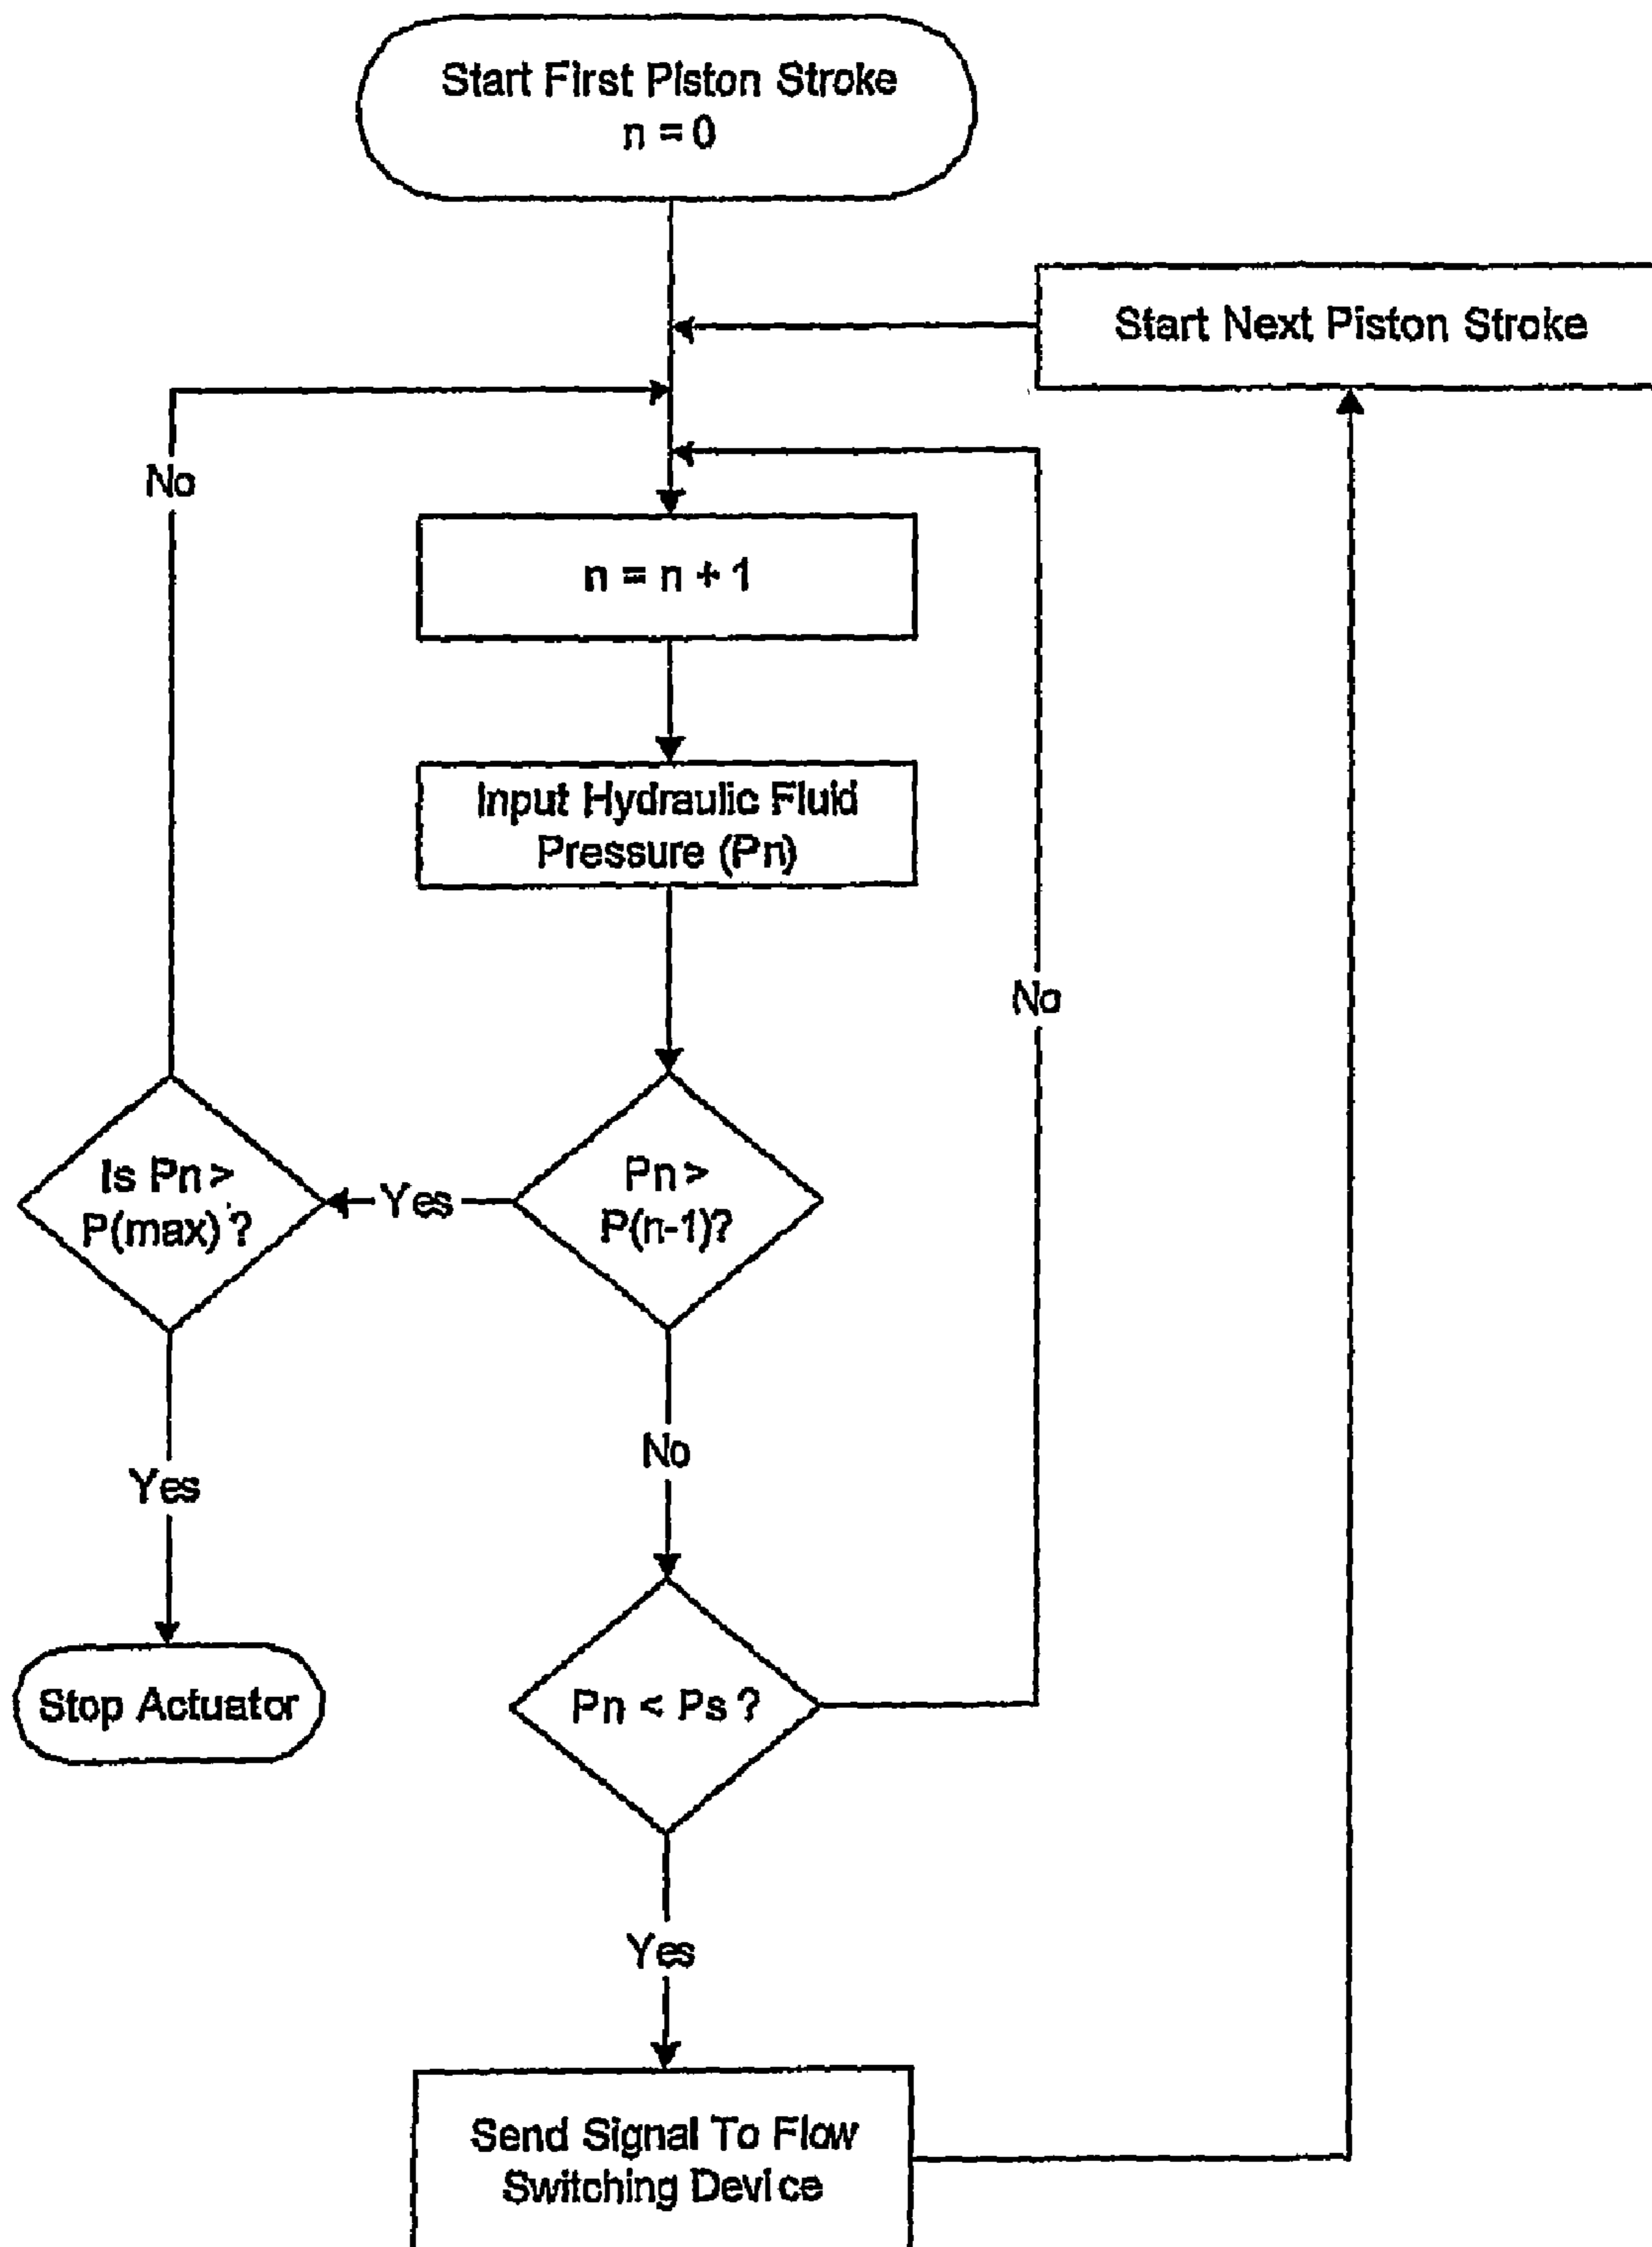 Start First Piston Stroke
n = 0
Start Next Piston Stroke
No
n = n + 1
Input Hydraulic Fluid
Pressure (Pn)
No
Is Pn >
P(max) ?
Yes
Pn >
P(n-1)?
No
Yes
Stop Actuator
Pn < Ps ?
Yes
Send Signal To Flow
Switching Device